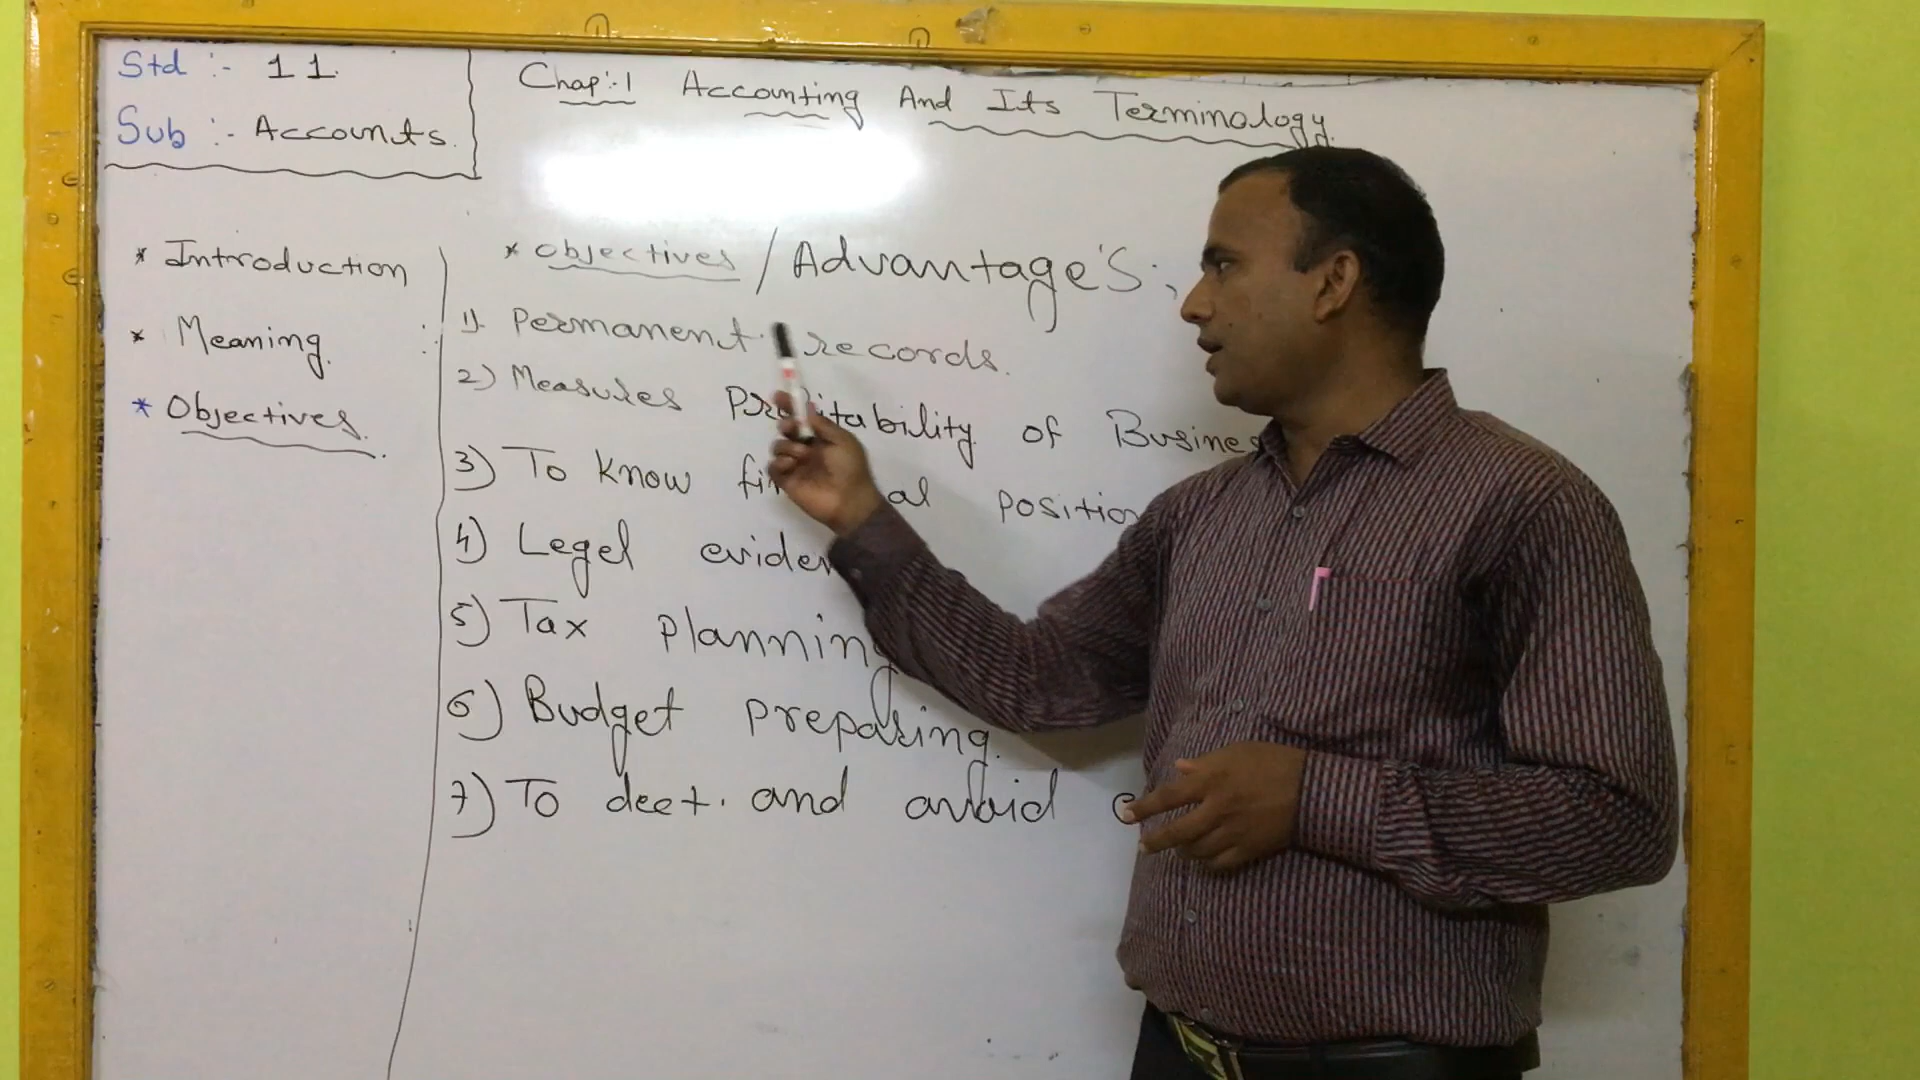 Std :- 11.
Sub :- Accounts.
Chap:-1 Accounting And Its Terminology.
* Introduction
* Meaning.
* Objectives.
* objectives / Advantage's :
1). Permanent records.
2) Measures of
3) To know position
4) Legel
5) Tax planning
6) Budget preparing.
7) To deet. and avoid